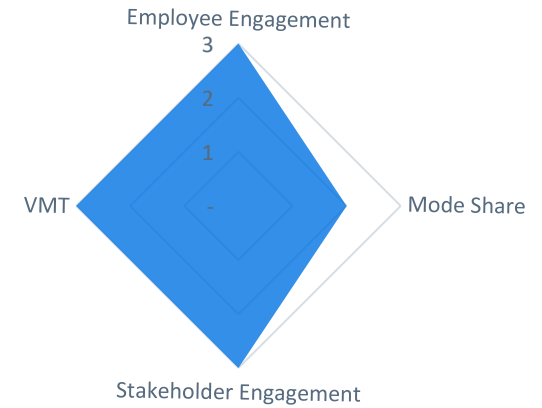 Employee Engagement
3
2
1
-
VMT
Mode Share
Stakeholder Engagement